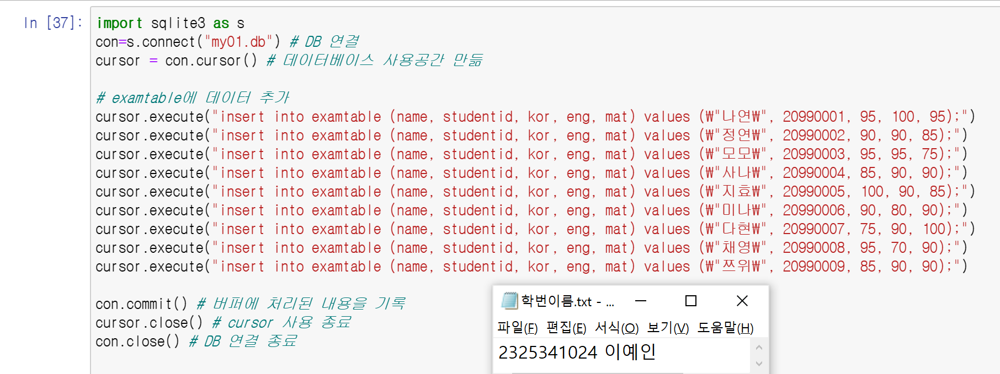 In [37]:
import sqlite3 as s
con=s.connect("my01.db") # DB 연결
cursor = con.cursor() # 데이터베이스 사용공간 만듦
# examtable에 데이터 추가
cursor.execute("insert into examtable (name, studentid, kor, eng, mat) values (₩"나연₩", 20990001, 95, 100, 95);")
cursor.execute("insert into examtable (name, studentid, kor, eng, mat) values (₩"정연₩", 20990002, 90, 90, 85);")
cursor.execute("insert into examtable (name, studentid, kor, eng, mat) values (₩"모모₩", 20990003, 95, 95, 75);")
cursor.execute("insert into examtable (name, studentid, kor, eng, mat) values (₩"사나₩", 20990004, 85, 90, 90);")
cursor.execute("insert into examtable (name, studentid, kor, eng, mat) values (₩"지효₩", 20990005, 100, 90, 85);")
cursor.execute("insert into examtable (name, studentid, kor, eng, mat) values (₩"미나₩", 20990006, 90, 80, 90);")
cursor.execute("insert into examtable (name, studentid, kor, eng, mat) values (₩"다현₩", 20990007, 75, 90, 100);")
cursor.execute("insert into examtable (name, studentid, kor, eng, mat) values (₩"채영₩", 20990008, 95, 70, 90);")
cursor.execute("insert into examtable (name, studentid, kor, eng, mat) values (₩"쯔위₩", 20990009, 85, 90, 90);")
con.commit() # 버퍼에 처리된 내용을 기록
cursor.close() # cursor 사용 종료
con.close() # DB 연결 종료
학번이름.txt - ...
파일(F) 편집(E) 서식(O) 보기(V) 도움말(H)
2325341024 이예인